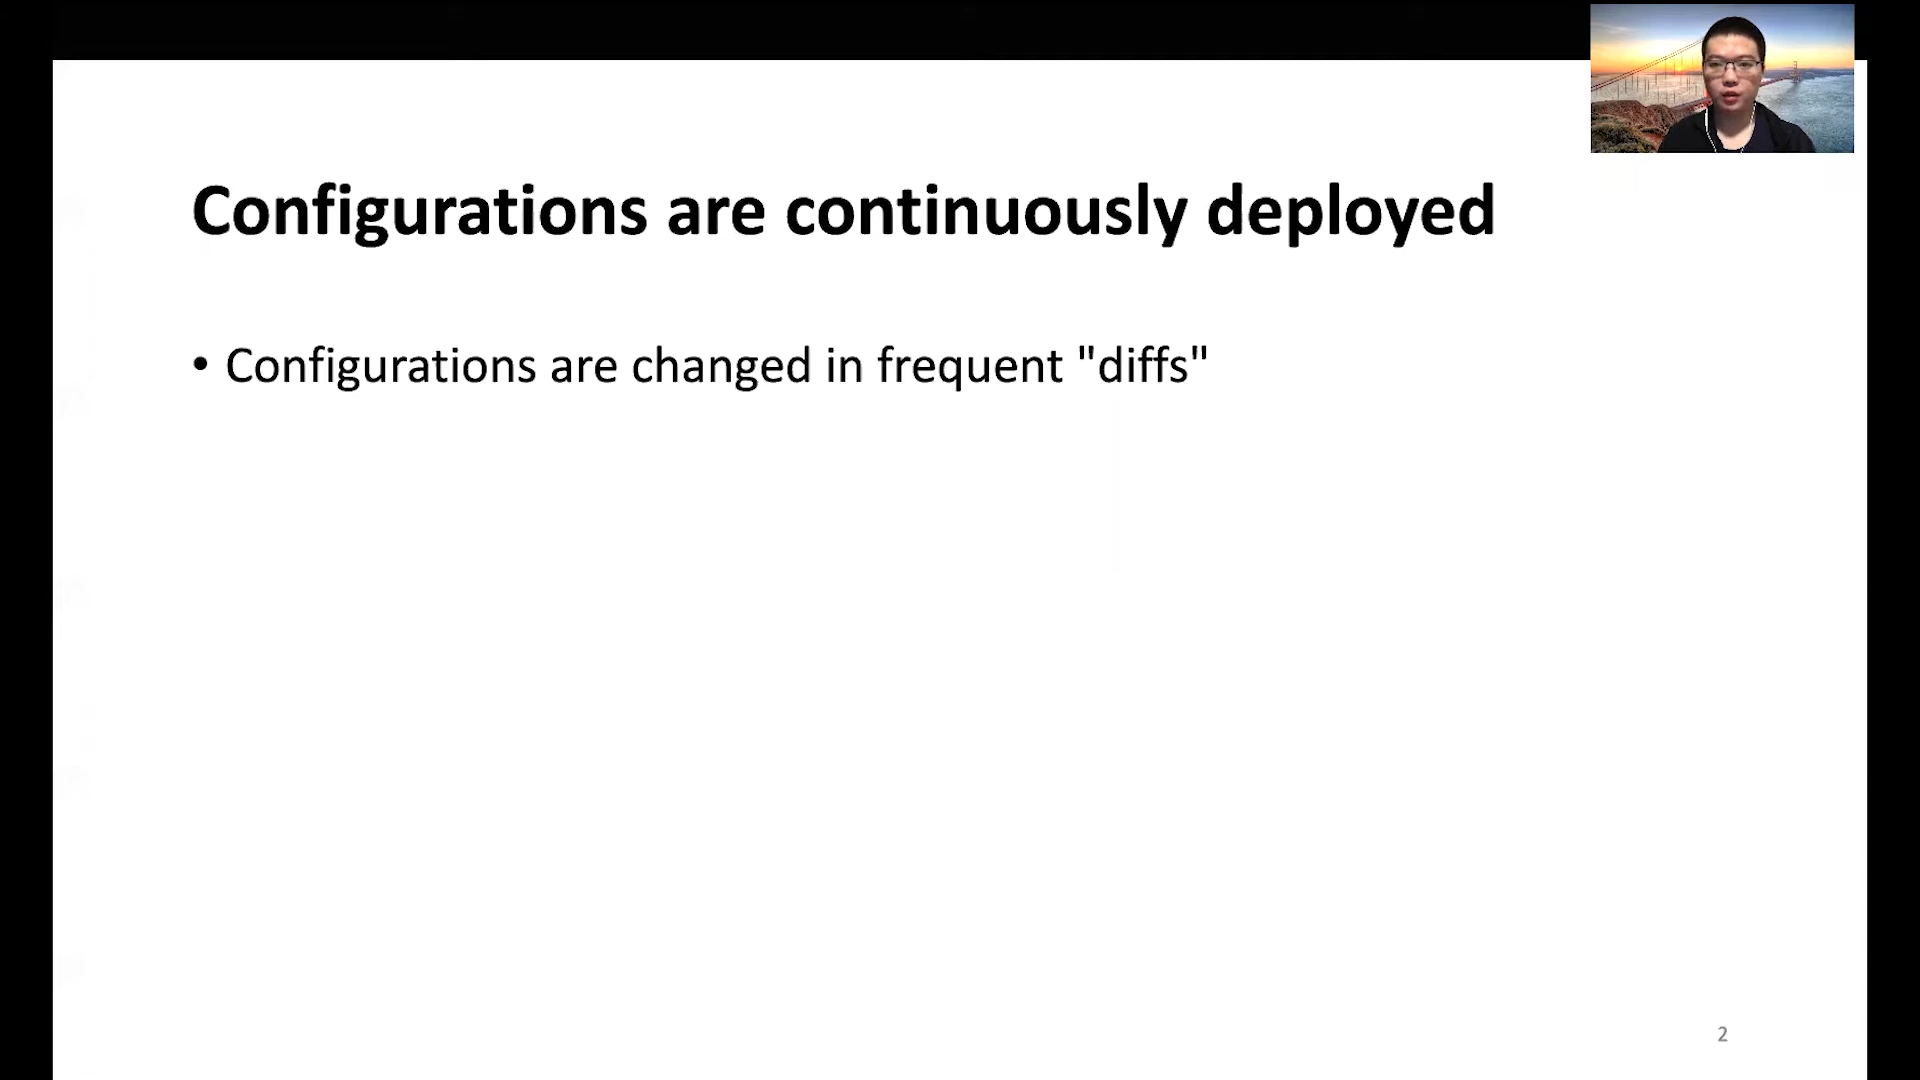 Configurations are continuously deployed
• Configurations are changed in frequent "diffs"
2